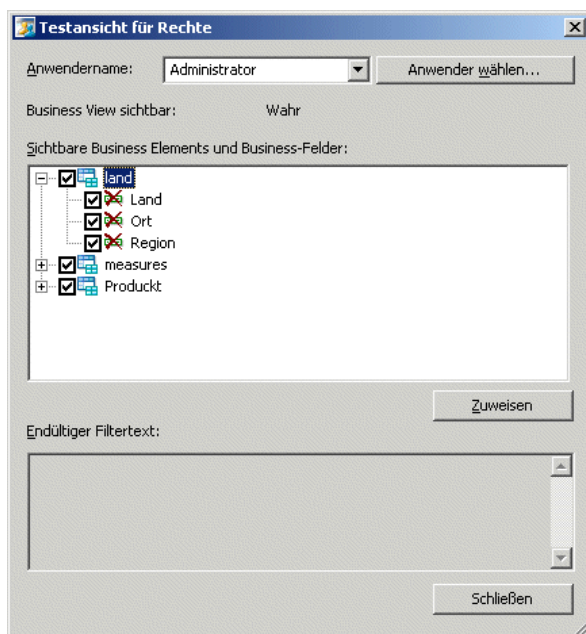 Testansicht für Rechte
Anwendername: Administrator Anwender wählen...
Business View sichtbar: Wahr
Sichtbare Business Elements und Business-Felder:
land
Land
Ort
Region
measures
Produckt
Zuweisen
Endültiger Filtertext:
Schließen